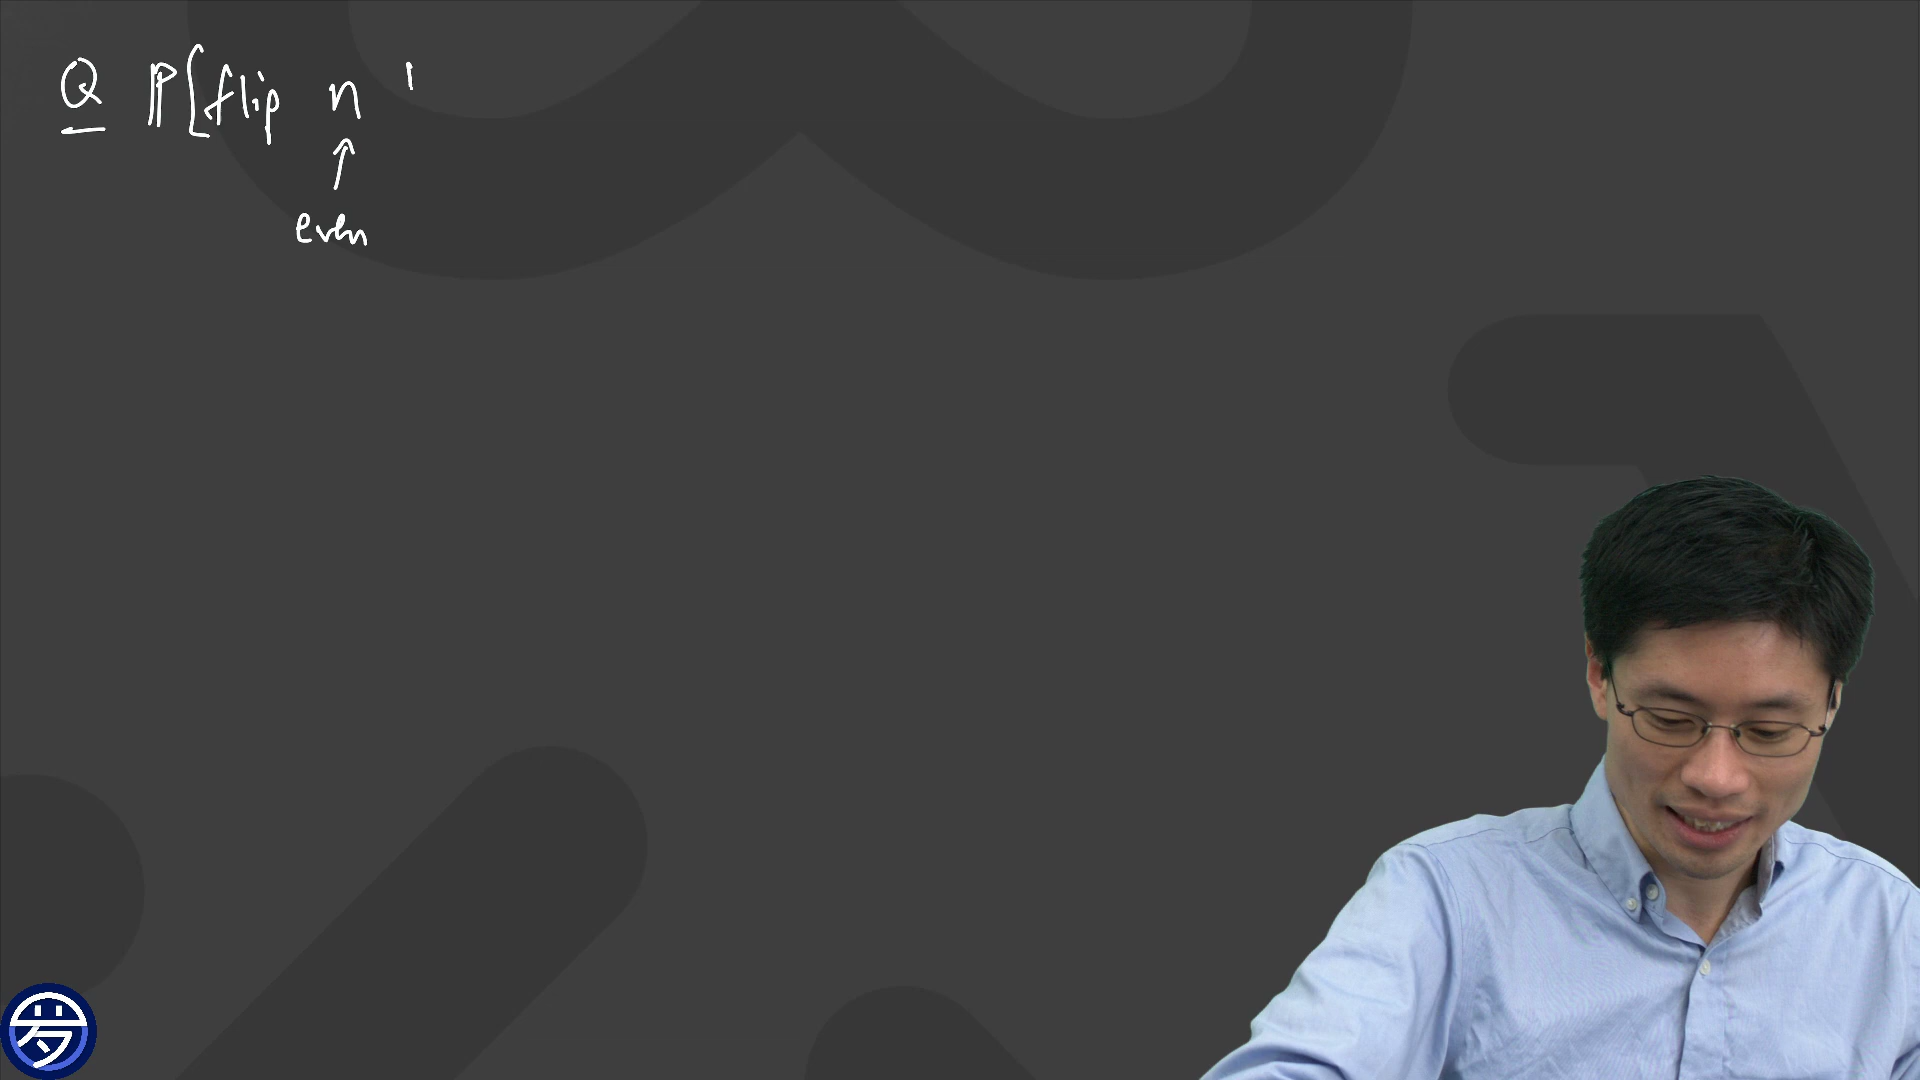 Q ℙ[flip n '
↑
even